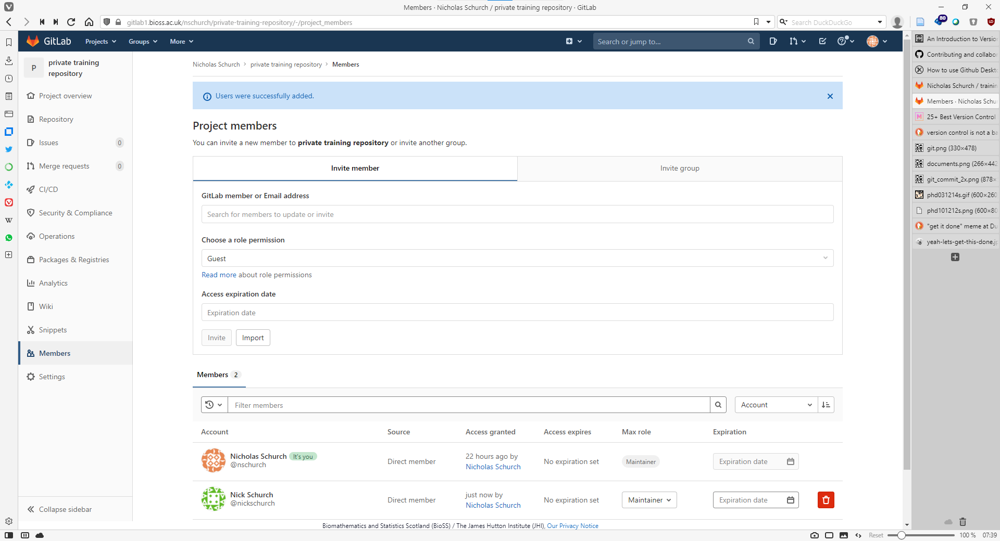 Members · Nicholas Schurch / private training repository · GitLab
gitlab1.bioss.ac.uk/nschurch/private-training-repository/-/project_members
Search DuckDuckGo
80
GitLab
Projects
Groups
More
Search or jump to...
P
private training
repository
Project overview
Repository
Issues
0
Merge requests
0
CI/CD
Security & Compliance
Operations
Packages & Registries
Analytics
Wiki
Snippets
Members
Settings
Collapse sidebar
Nicholas Schurch > private training repository > Members
Users were successfully added.
Project members
You can invite a new member to private training repository or invite another group.
Invite member
Invite group
GitLab member or Email address
Search for members to update or invite
Choose a role permission
Guest
Read more about role permissions
Access expiration date
Expiration date
Invite
Import
Members 2
Filter members
Account
Account Source Access granted Access expires Max role Expiration
Nicholas Schurch It's you
@nschurch
Direct member
22 hours ago by
Nicholas Schurch
No expiration set
Maintainer
Expiration date
Nick Schurch
@nickschurch
Direct member
just now by
Nicholas Schurch
No expiration set
Maintainer
Expiration date
Biomathematics and Statistics Scotland (BioSS) / The James Hutton Institute (JHI), Our Privacy Notice
An Introduction to Versio
Contributing and collabor
How to use Github Deskt
Nicholas Schurch / trainin
Members · Nicholas Schu
25+ Best Version Control
version control is not a ba
git.png (330×478)
documents.png (266×442
git_commit_2x.png (878×
phd031214s.gif (600×260
phd101212s.png (600×80
"get it done" meme at Du
yeah-lets-get-this-done.j
Reset
100 %
07:39